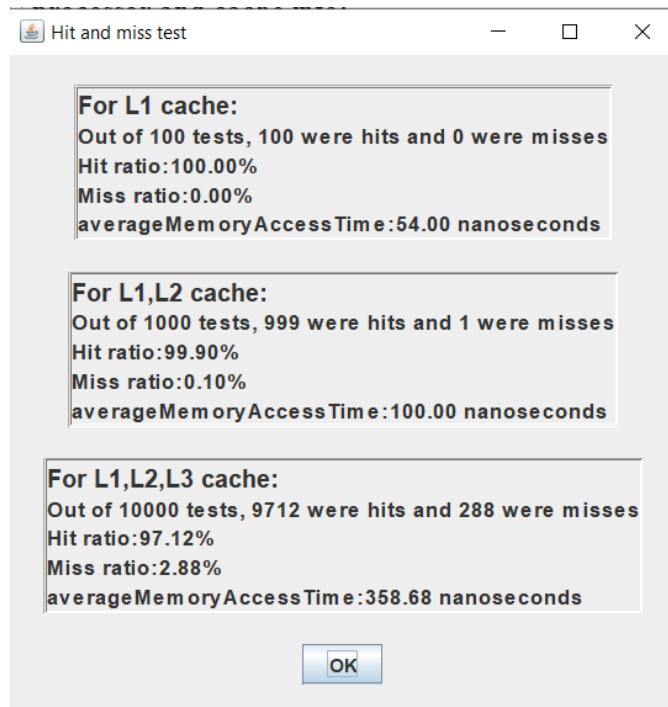 Hit and miss test
For L1 cache:
Out of 100 tests, 100 were hits and 0 were misses
Hit ratio:100.00%
Miss ratio:0.00%
averageMemoryAccessTime:54.00 nanoseconds
For L1,L2 cache:
Out of 1000 tests, 999 were hits and 1 were misses
Hit ratio:99.90%
Miss ratio:0.10%
averageMemoryAccessTime:100.00 nanoseconds
For L1,L2,L3 cache:
Out of 10000 tests, 9712 were hits and 288 were misses
Hit ratio:97.12%
Miss ratio:2.88%
averageMemoryAccessTime:358.68 nanoseconds
OK